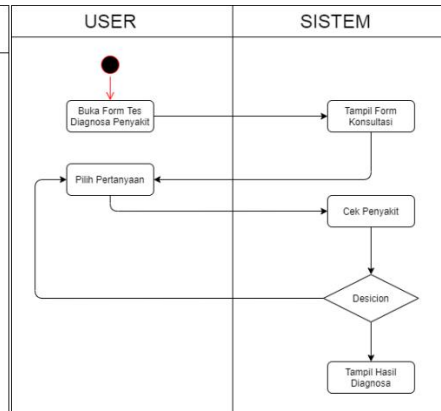 USER
SISTEM
Buka Form Tes
Diagnosa Penyakit
Tampil Form
Konsultasi
Pilih Pertanyaan
Cek Penyakit
Desicion
Tampil Hasil
Diagnosa